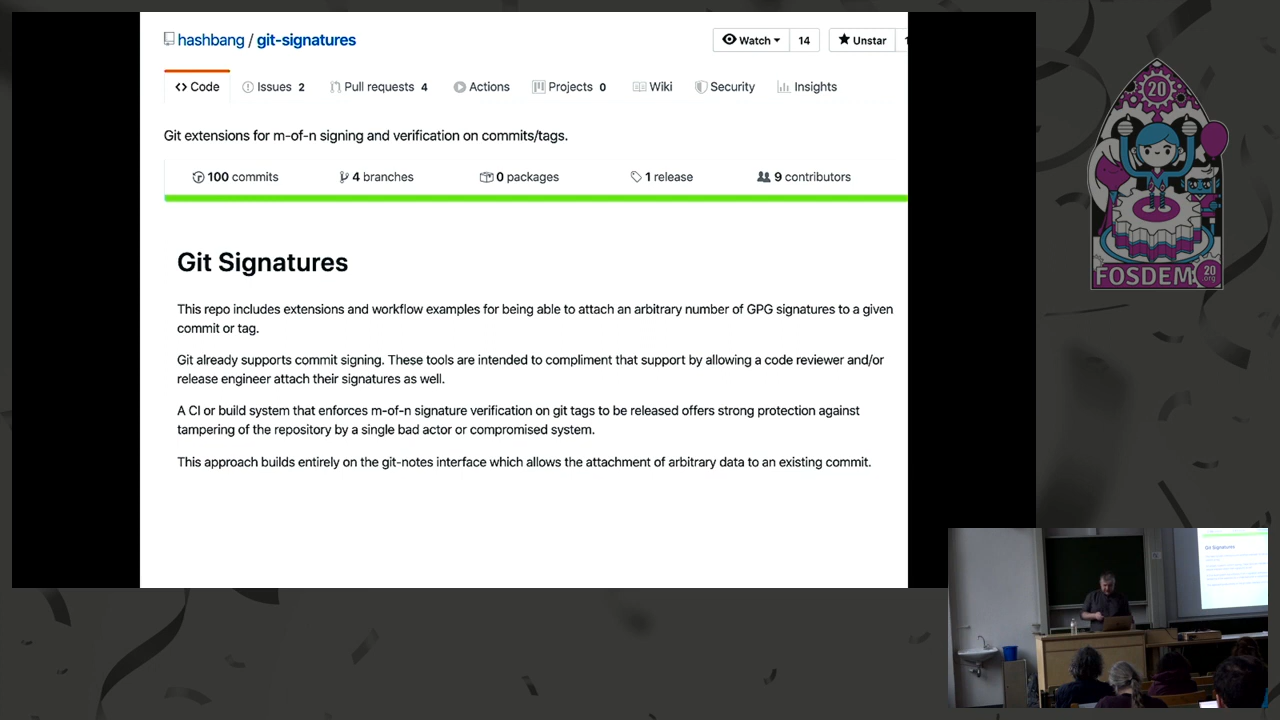 hashbang / git-signatures
Watch 14 Unstar
Code Issues 2 Pull requests 4 Actions Projects 0 Wiki Security Insights
Git extensions for m-of-n signing and verification on commits/tags.
100 commits 4 branches 0 packages 1 release 9 contributors
Git Signatures
This repo includes extensions and workflow examples for being able to attach an arbitrary number of GPG signatures to a given
commit or tag.
Git already supports commit signing. These tools are intended to compliment that support by allowing a code reviewer and/or
release engineer attach their signatures as well.
A CI or build system that enforces m-of-n signature verification on git tags to be released offers strong protection against
tampering of the repository by a single bad actor or compromised system.
This approach builds entirely on the git-notes interface which allows the attachment of arbitrary data to an existing commit.
20
FOSDEM 20
.org
Git Signatures